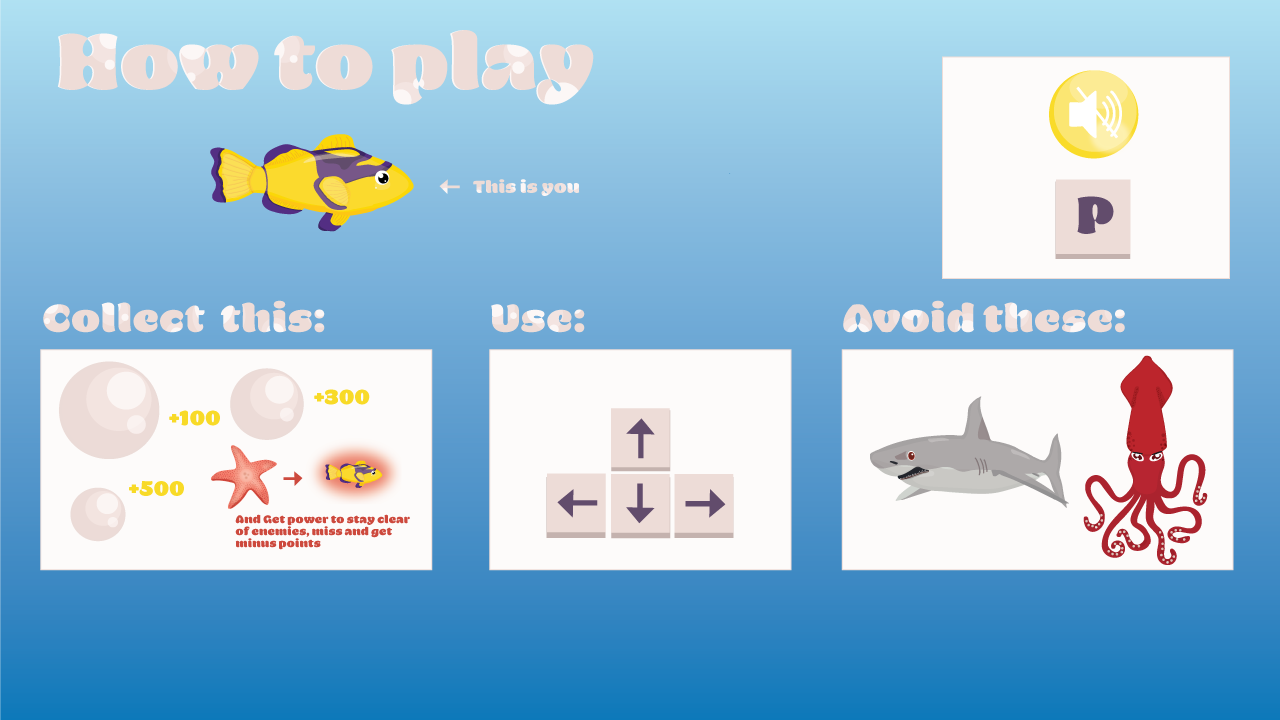 How to play
This is you
P
Collect this:
+100
+300
+500
And Get power to stay clear
of enemies, miss and get
minus points
Use:
Avoid these: